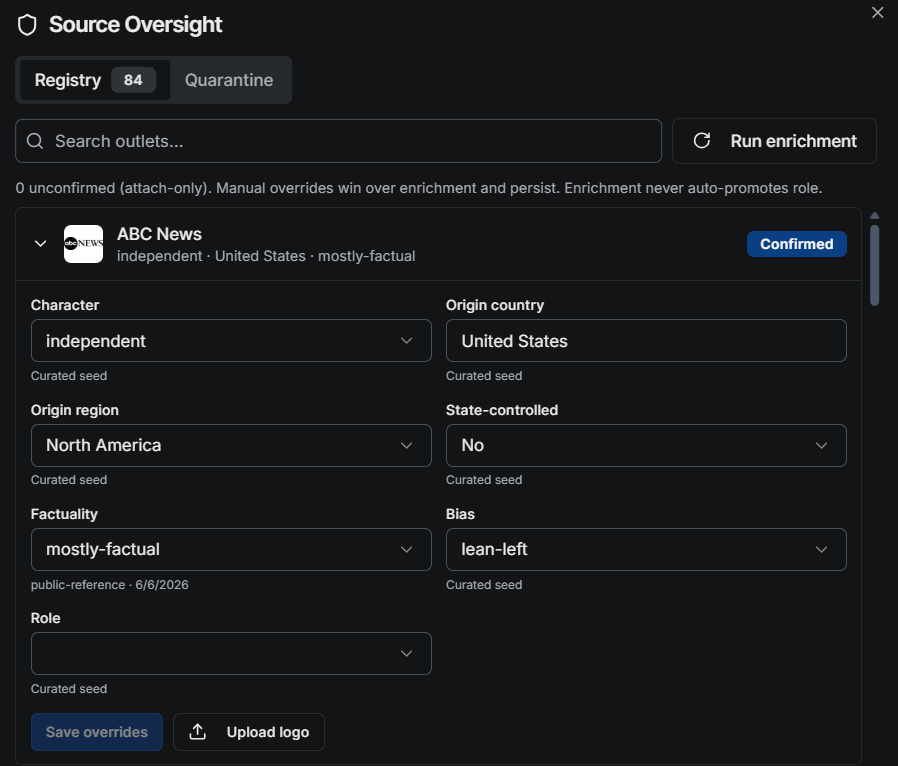 Source Oversight
Registry 84 Quarantine
Search outlets...
Run enrichment
0 unconfirmed (attach-only). Manual overrides win over enrichment and persist. Enrichment never auto-promotes role.
abc NEWS
ABC News
independent · United States · mostly-factual
Confirmed
Character
independent
Curated seed
Origin country
United States
Curated seed
Origin region
North America
Curated seed
State-controlled
No
Curated seed
Factuality
mostly-factual
public-reference · 6/6/2026
Bias
lean-left
Curated seed
Role
Curated seed
Save overrides
Upload logo